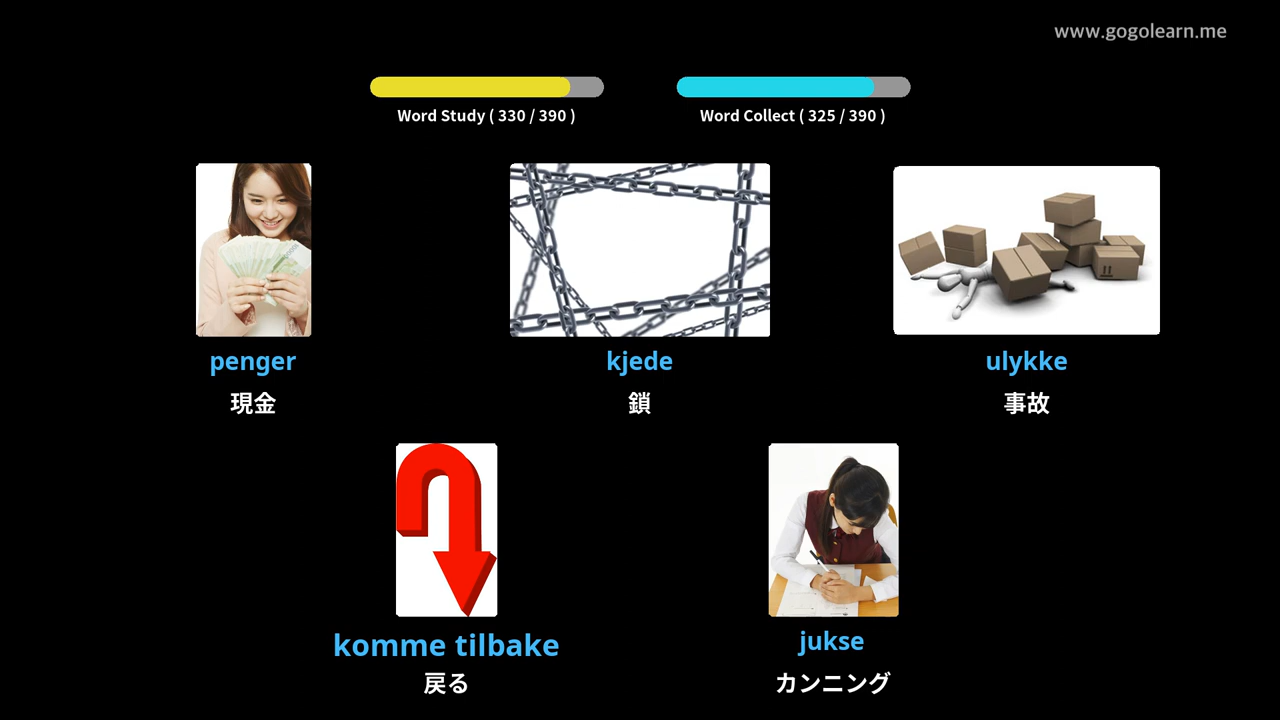 www.gogolearn.me
Word Study ( 330 / 390 )
Word Collect ( 325 / 390 )
penger
kjede
ulykke
現金
鎖
事故
komme tilbake
jukse
戻る
カンニング